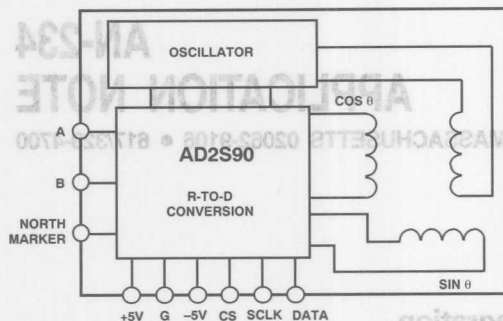 AN-234
APPLICATION NOTE
MASSACHUSETTS 02062-9106 • 617/329-4700
OSCILLATOR
COS θ
A
AD2S90
B
R-TO-D
CONVERSION
NORTH
MARKER
SIN θ
+5V G –5V CS SCLK DATA